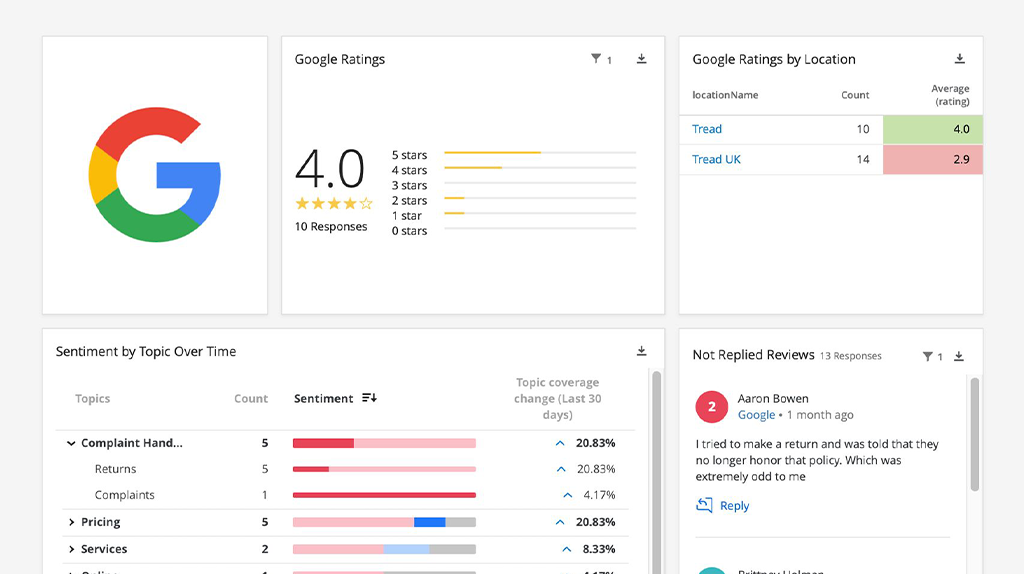 Google Ratings
1
4.0
10 Responses
5 stars
4 stars
3 stars
2 stars
1 star
0 stars
Google Ratings by Location
locationName Count Average (rating)
Tread 10 4.0
Tread UK 14 2.9
Sentiment by Topic Over Time
Topics Count Sentiment Topic coverage
change (Last 30
days)
Complaint Hand... 5 20.83%
Returns 5 20.83%
Complaints 1 4.17%
Pricing 5 20.83%
Services 2 8.33%
Not Replied Reviews 13 Responses 1
2
Aaron Bowen
Google • 1 month ago
I tried to make a return and was told that they
no longer honor that policy. Which was
extremely odd to me
Reply